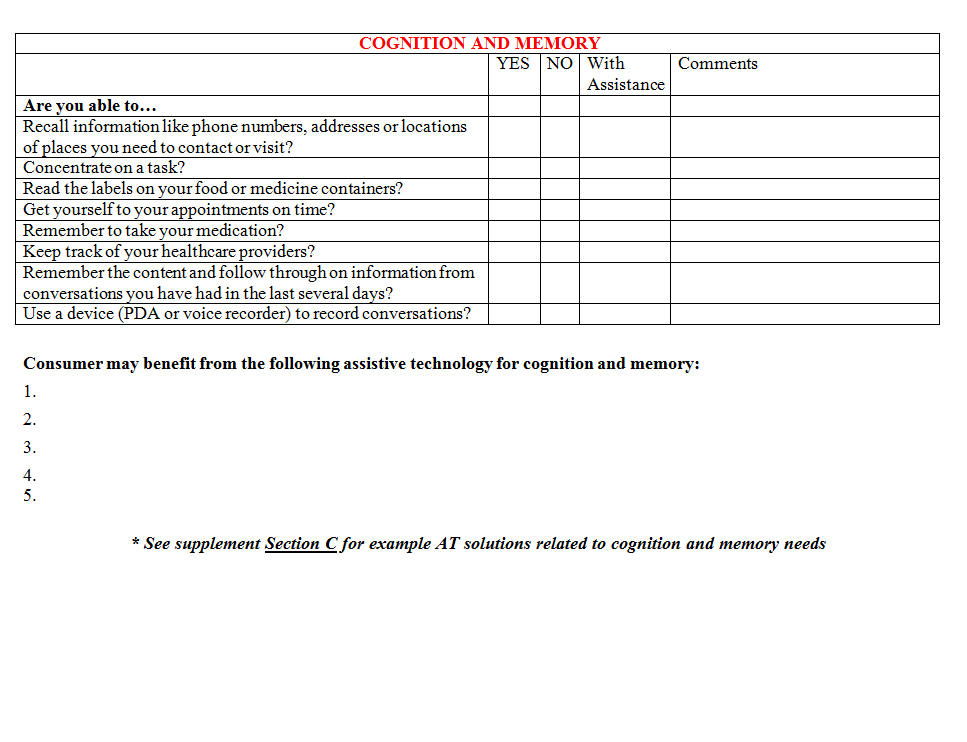 COGNITION AND MEMORY
YES NO With Assistance Comments
Are you able to…
Recall information like phone numbers, addresses or locations
of places you need to contact or visit?
Concentrate on a task?
Read the labels on your food or medicine containers?
Get yourself to your appointments on time?
Remember to take your medication?
Keep track of your healthcare providers?
Remember the content and follow through on information from
conversations you have had in the last several days?
Use a device (PDA or voice recorder) to record conversations?
Consumer may benefit from the following assistive technology for cognition and memory:
1.
2.
3.
4.
5.
* See supplement Section C for example AT solutions related to cognition and memory needs